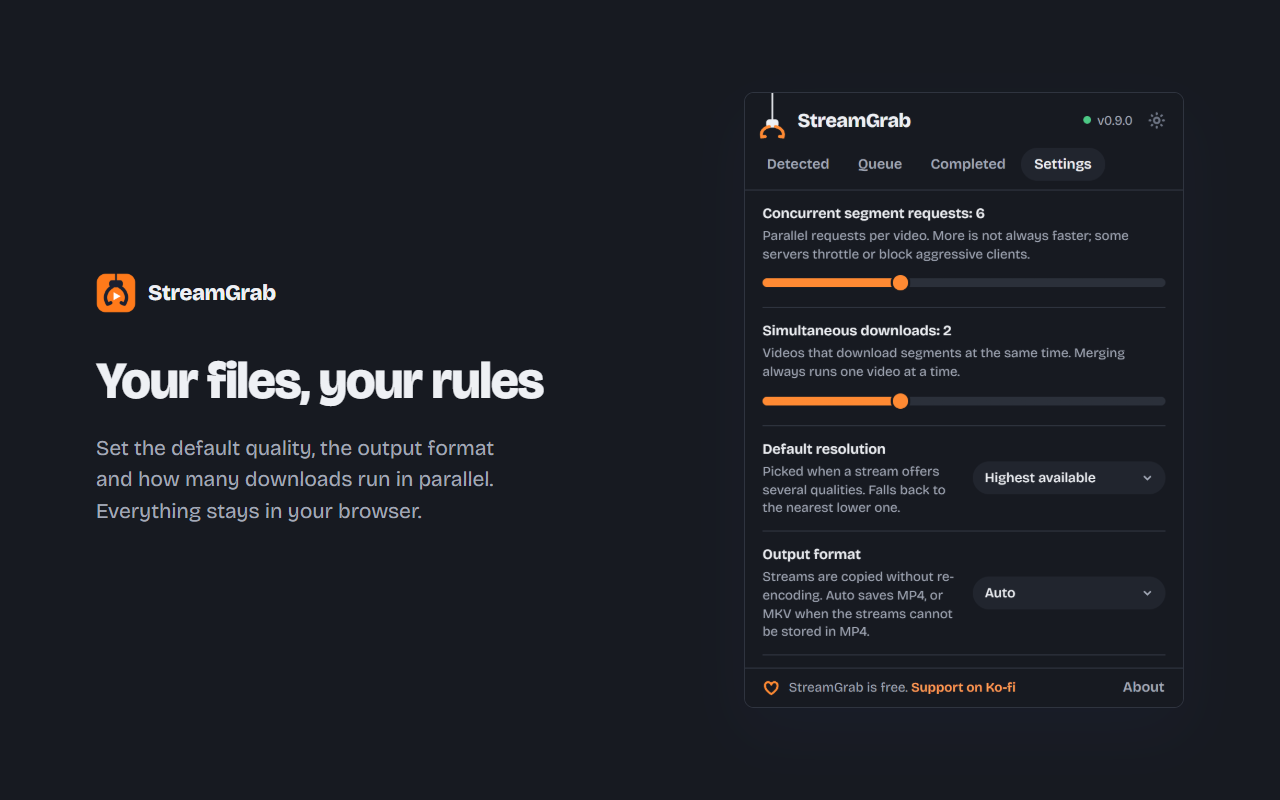 StreamGrab
Your files, your rules
Set the default quality, the output format
and how many downloads run in parallel.
Everything stays in your browser.
StreamGrab
v0.9.0
Detected
Queue
Completed
Settings
Concurrent segment requests: 6
Parallel requests per video. More is not always faster; some
servers throttle or block aggressive clients.
Simultaneous downloads: 2
Videos that download segments at the same time. Merging
always runs one video at a time.
Default resolution
Picked when a stream offers
several qualities. Falls back to
the nearest lower one.
Highest available
Output format
Streams are copied without re-
encoding. Auto saves MP4, or
MKV when the streams cannot
be stored in MP4.
Auto
StreamGrab is free. Support on Ko-fi
About